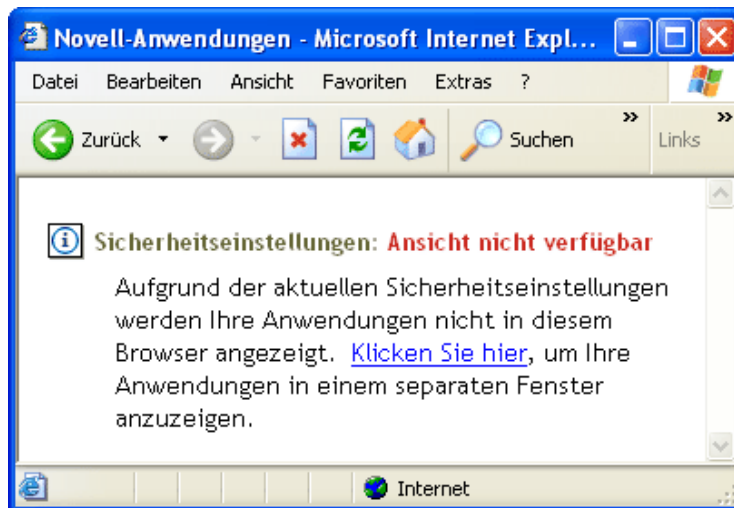 Novell-Anwendungen - Microsoft Internet Expl...
Datei Bearbeiten Ansicht Favoriten Extras ?
Zurück Suchen » Links »
Sicherheitseinstellungen: Ansicht nicht verfügbar
Aufgrund der aktuellen Sicherheitseinstellungen
werden Ihre Anwendungen nicht in diesem
Browser angezeigt. Klicken Sie hier, um Ihre
Anwendungen in einem separaten Fenster
anzuzeigen.
Internet